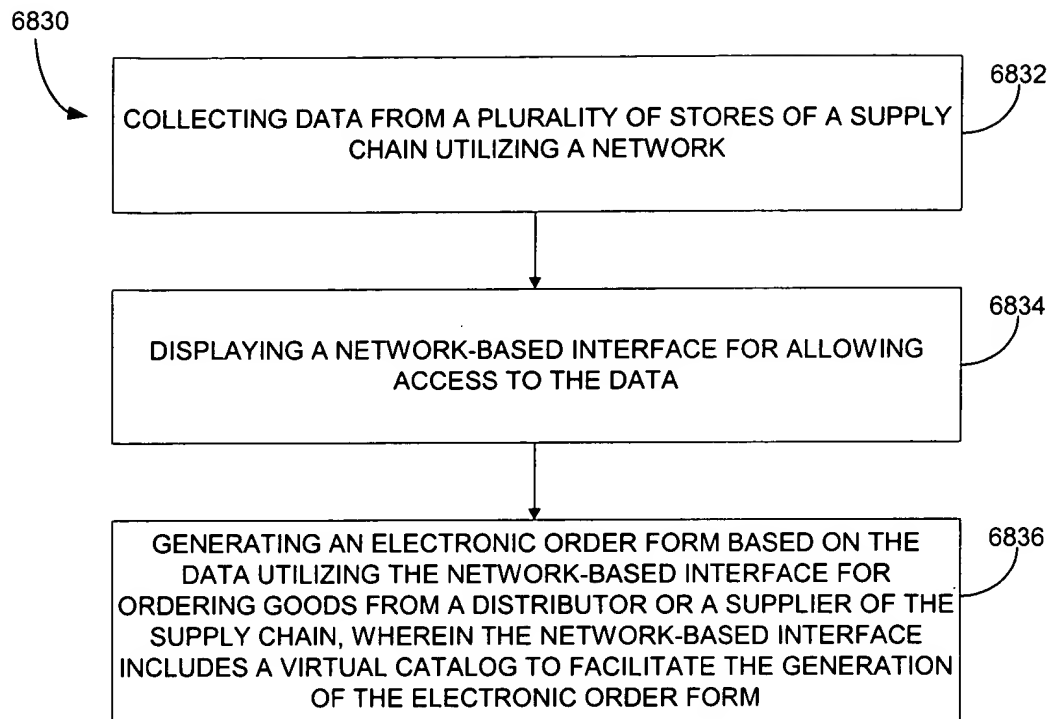 6830
6832
COLLECTING DATA FROM A PLURALITY OF STORES OF A SUPPLY
CHAIN UTILIZING A NETWORK
6834
DISPLAYING A NETWORK-BASED INTERFACE FOR ALLOWING
ACCESS TO THE DATA
6836
GENERATING AN ELECTRONIC ORDER FORM BASED ON THE
DATA UTILIZING THE NETWORK-BASED INTERFACE FOR
ORDERING GOODS FROM A DISTRIBUTOR OR A SUPPLIER OF THE
SUPPLY CHAIN, WHEREIN THE NETWORK-BASED INTERFACE
INCLUDES A VIRTUAL CATALOG TO FACILITATE THE GENERATION
OF THE ELECTRONIC ORDER FORM